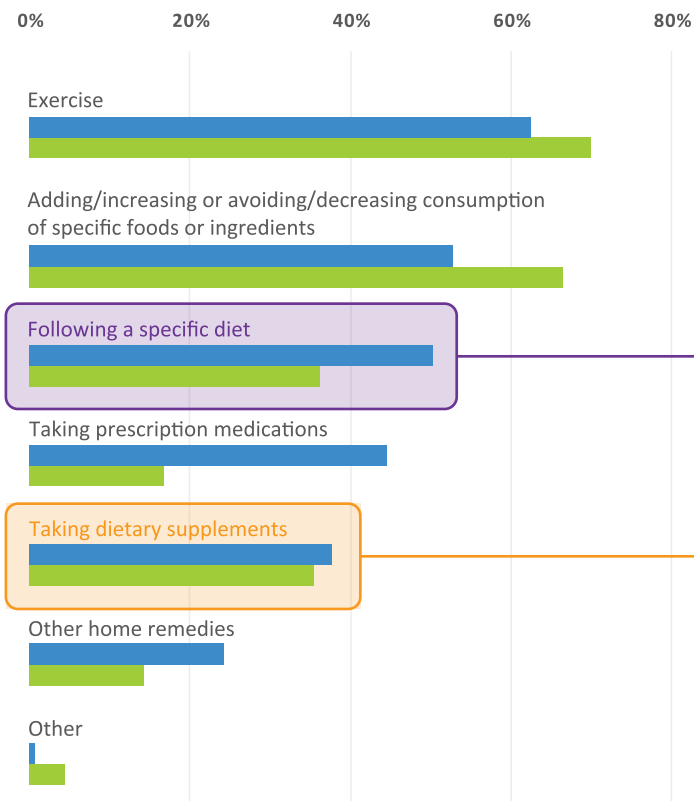 0% 20% 40% 60% 80%
Exercise
Adding/increasing or avoiding/decreasing consumption
of specific foods or ingredients
Following a specific diet
Taking prescription medications
Taking dietary supplements
Other home remedies
Other